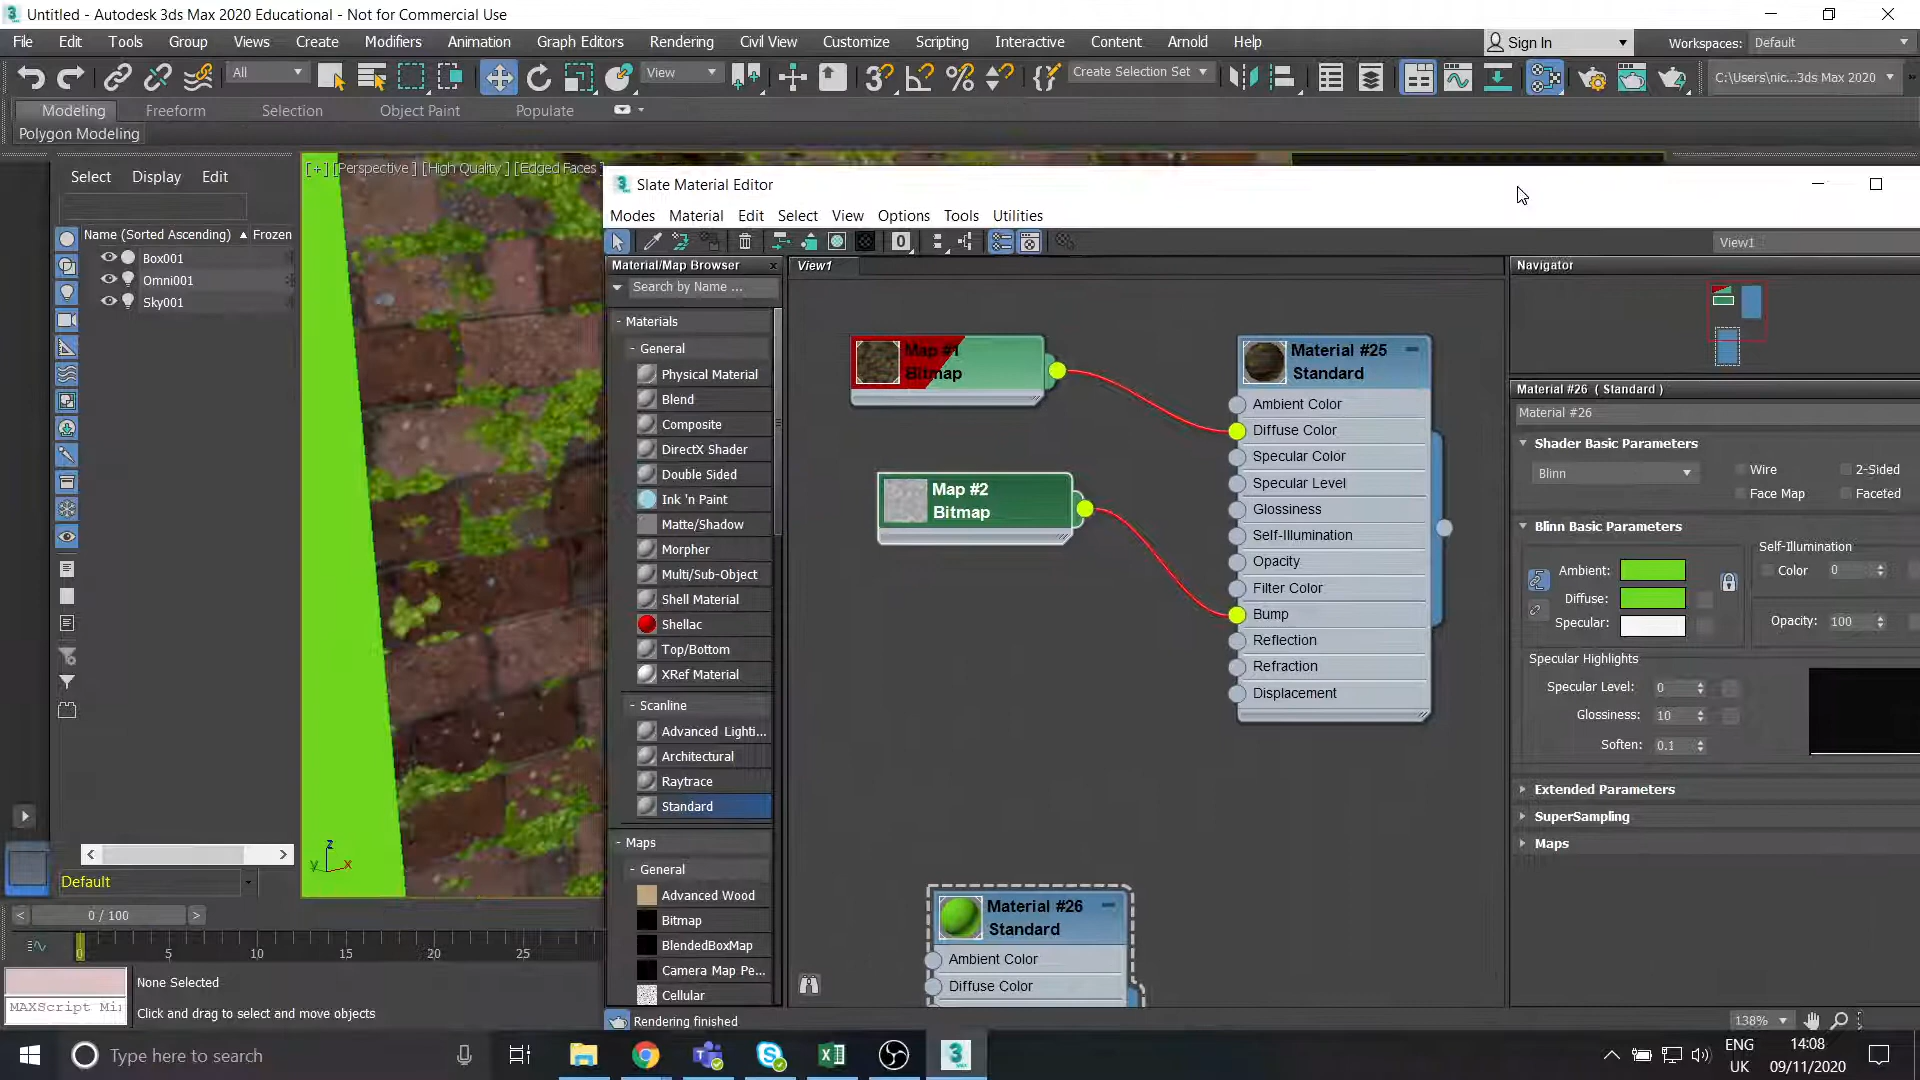 Untitled - Autodesk 3ds Max 2020 Educational - Not for Commercial Use
File Edit Tools Group Views Create Modifiers Animation Graph Editors Rendering Civil View Customize Scripting Interactive Content Arnold Help Sign In Workspaces: Default
All View Create Selection Set C:\Users\nic...3ds Max 2020
Modeling Freeform Selection Object Paint Populate
Polygon Modeling
Select Display Edit
[+] [Perspective ] [High Quality ] [Edged Faces
Name (Sorted Ascending) ▲ Frozen
Box001
Omni001
Sky001
Default
0 / 100
0 5 10 15 20 25
None Selected
MAXScript Mi
Click and drag to select and move objects
Slate Material Editor
Modes Material Edit Select View Options Tools Utilities
View1
Material/Map Browser
Search by Name ...
- Materials
- General
Physical Material
Blend
Composite
DirectX Shader
Double Sided
Ink 'n Paint
Matte/Shadow
Morpher
Multi/Sub-Object
Shell Material
Shellac
Top/Bottom
XRef Material
- Scanline
Advanced Lighti...
Architectural
Raytrace
Standard
- Maps
- General
Advanced Wood
Bitmap
BlendedBoxMap
Camera Map Pe...
Cellular
View1
Map #1
Bitmap
Map #2
Bitmap
Material #25
Standard
Ambient Color
Diffuse Color
Specular Color
Specular Level
Glossiness
Self-Illumination
Opacity
Filter Color
Bump
Reflection
Refraction
Displacement
Material #26
Standard
Ambient Color
Diffuse Color
Navigator
Material #26 ( Standard )
Material #26
Shader Basic Parameters
Blinn Wire 2-Sided
Face Map Faceted
Blinn Basic Parameters
Self-Illumination
Ambient: Color 0
Diffuse:
Specular: Opacity: 100
Specular Highlights
Specular Level: 0
Glossiness: 10
Soften: 0.1
Extended Parameters
SuperSampling
Maps
Rendering finished
138%
Type here to search
ENG
UK
14:08
09/11/2020